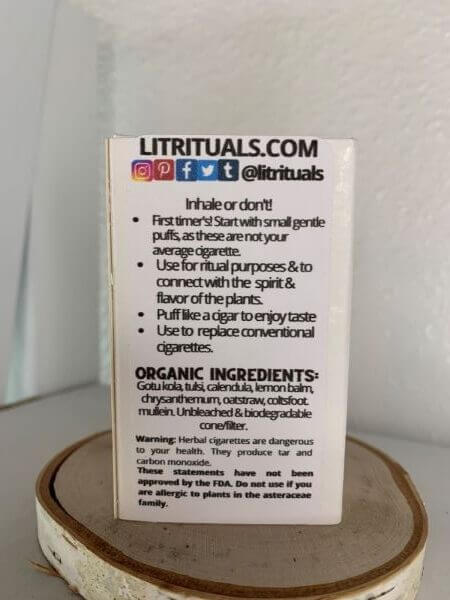 LITRITUALS.COM
@litrituals
Inhale or don't!
• First timer's! Start with small gentle
puffs, as these are not your
average cigarette.
• Use for ritual purposes & to
connect with the spirit &
flavor of the plants.
• Puff like a cigar to enjoy taste
• Use to replace conventional
cigarettes.
ORGANIC INGREDIENTS:
Gotu kola, tulsi, calendula, lemon balm,
chrysanthemum, oatstraw, coltsfoot.
mullein. Unbleached & biodegradable
cone/filter.
Warning: Herbal cigarettes are dangerous
to your health. They produce tar and
carbon monoxide.
These statements have not been
approved by the FDA. Do not use if you
are allergic to plants in the asteraceae
family.